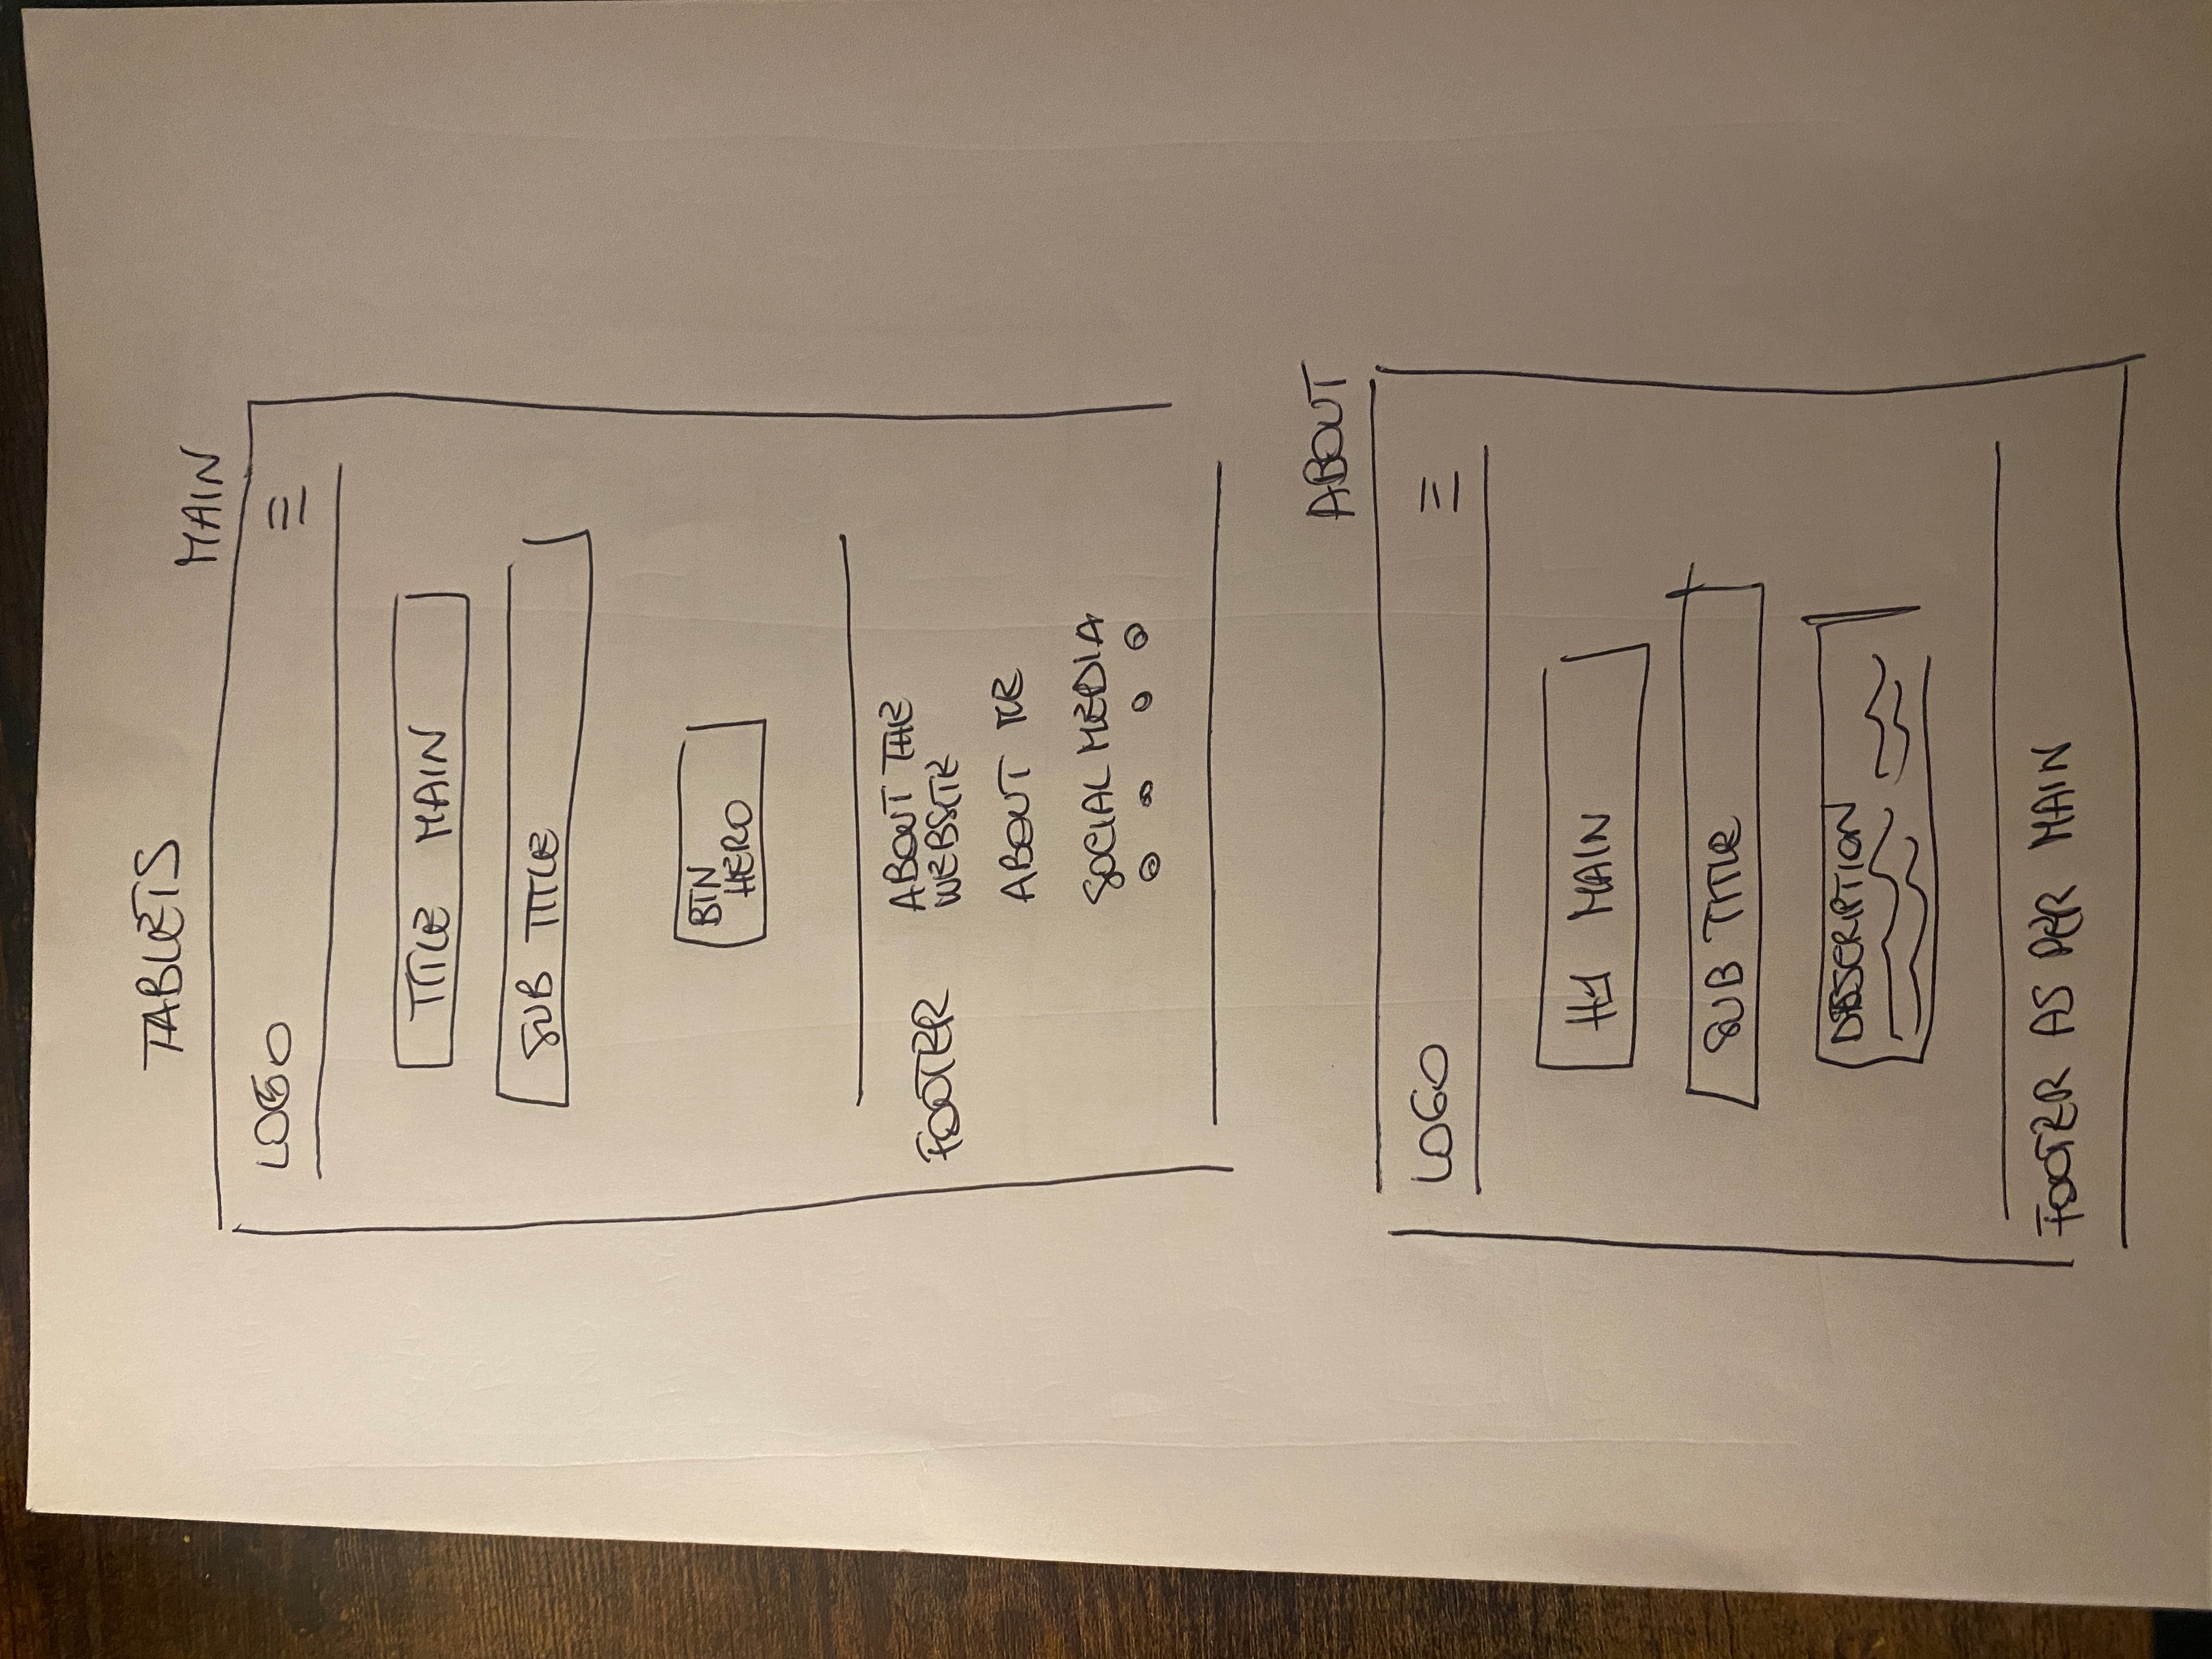 TABLETS
MAIN
LOGO
TITLE MAIN
SUB TITLE
BTN
HERO
FOOTER
ABOUT THE
WEBSITE
ABOUT
SOCIAL MEDIA
ABOUT
LOGO
H1 MAIN
SUB TITLE
DESCRIPTION
FOOTER AS PER MAIN